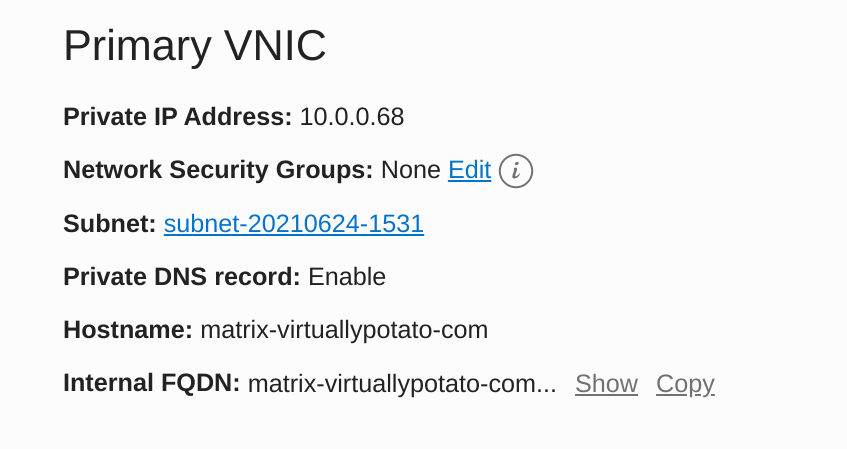 Primary VNIC
Private IP Address: 10.0.0.68
Network Security Groups: None Edit i
Subnet: subnet-20210624-1531
Private DNS record: Enable
Hostname: matrix-virtuallypotato-com
Internal FQDN: matrix-virtuallypotato-com... Show Copy